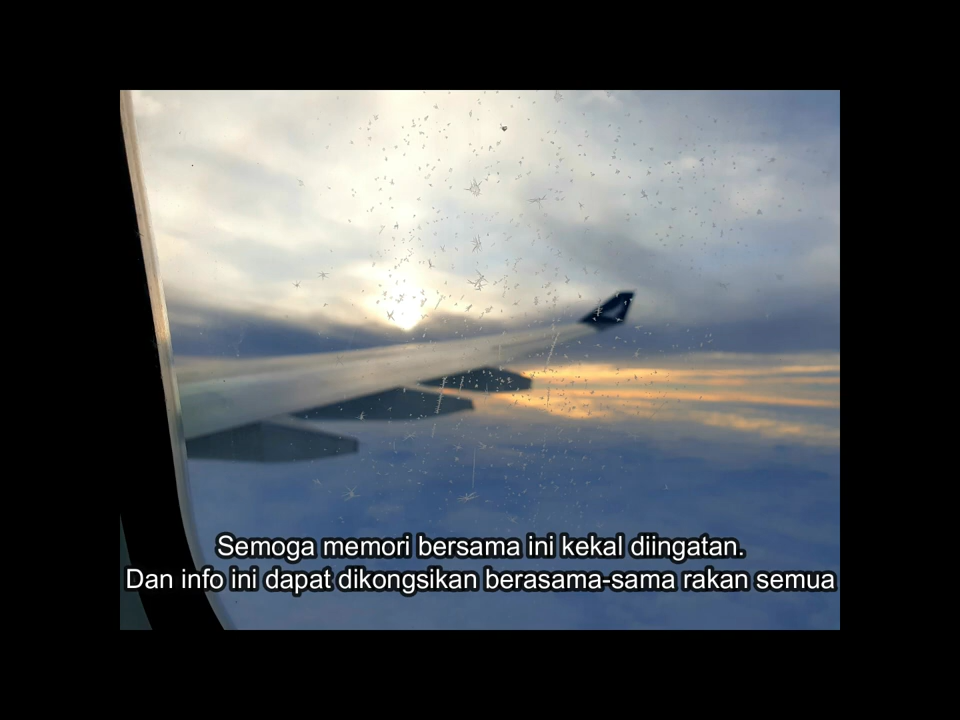 Semoga memori bersama ini kekal diingatan.
Dan info ini dapat dikongsikan berasama-sama rakan semua